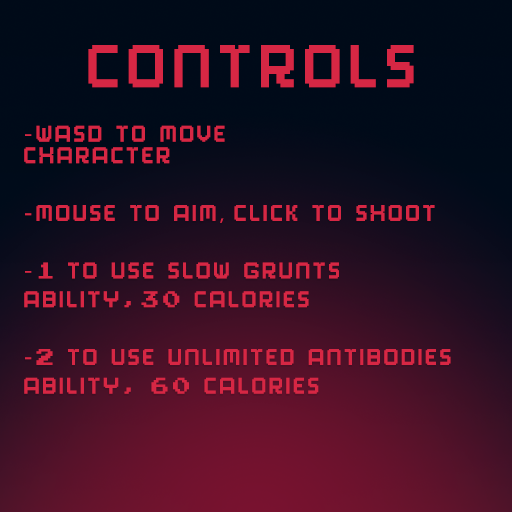 CONTROLS
-WASD TO MOVE
CHARACTER
-MOUSE TO AIM, CLICK TO SHOOT
-1 TO USE SLOW GRUNTS
ABILITY, 30 CALORIES
-2 TO USE UNLIMITED ANTIBODIES
ABILITY, 60 CALORIES